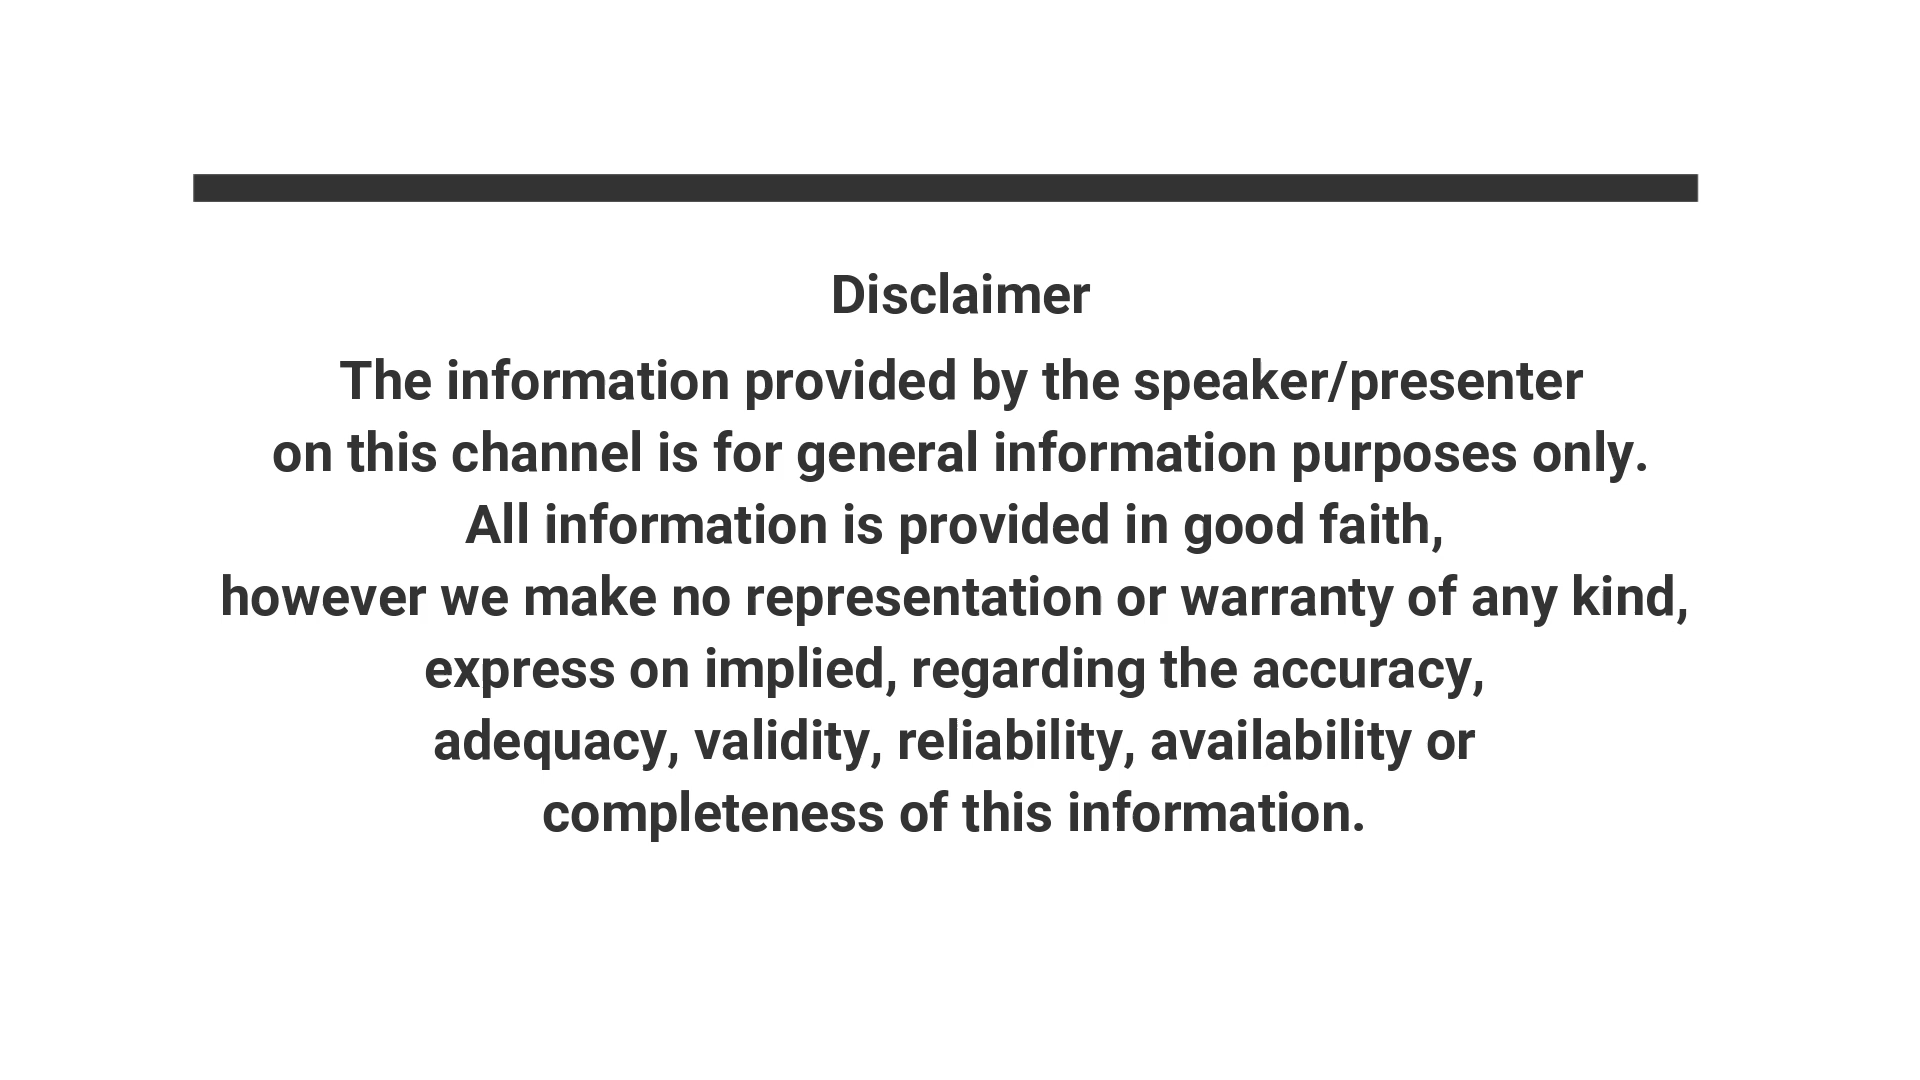 Disclaimer
The information provided by the speaker/presenter
on this channel is for general information purposes only.
All information is provided in good faith,
however we make no representation or warranty of any kind,
express on implied, regarding the accuracy,
adequacy, validity, reliability, availability or
completeness of this information.